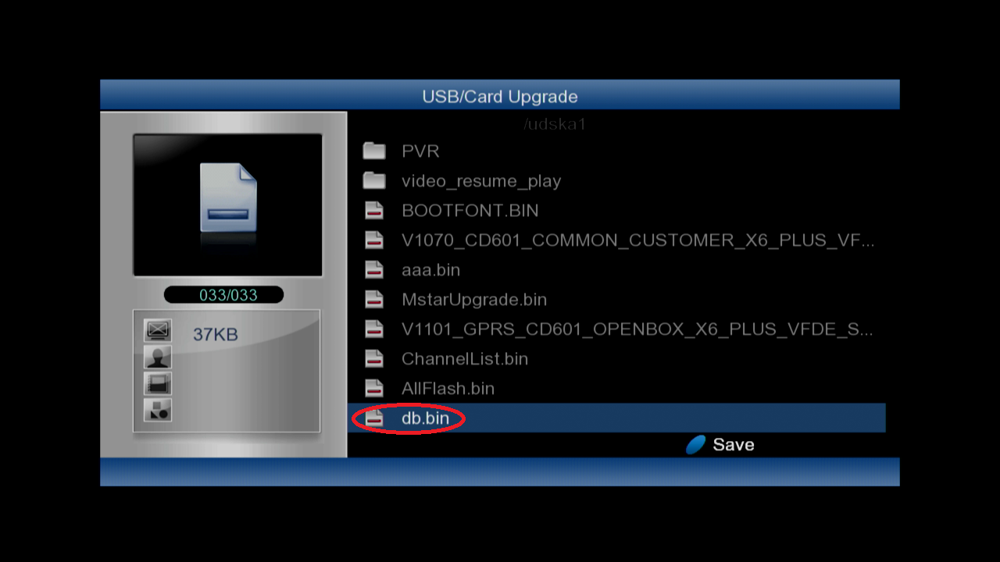 USB/Card Upgrade
/udska1
PVR
video_resume_play
BOOTFONT.BIN
V1070_CD601_COMMON_CUSTOMER_X6_PLUS_VF...
aaa.bin
033/033
MstarUpgrade.bin
37KB
V1101_GPRS_CD601_OPENBOX_X6_PLUS_VFDE_S...
ChannelList.bin
AllFlash.bin
db.bin
Save